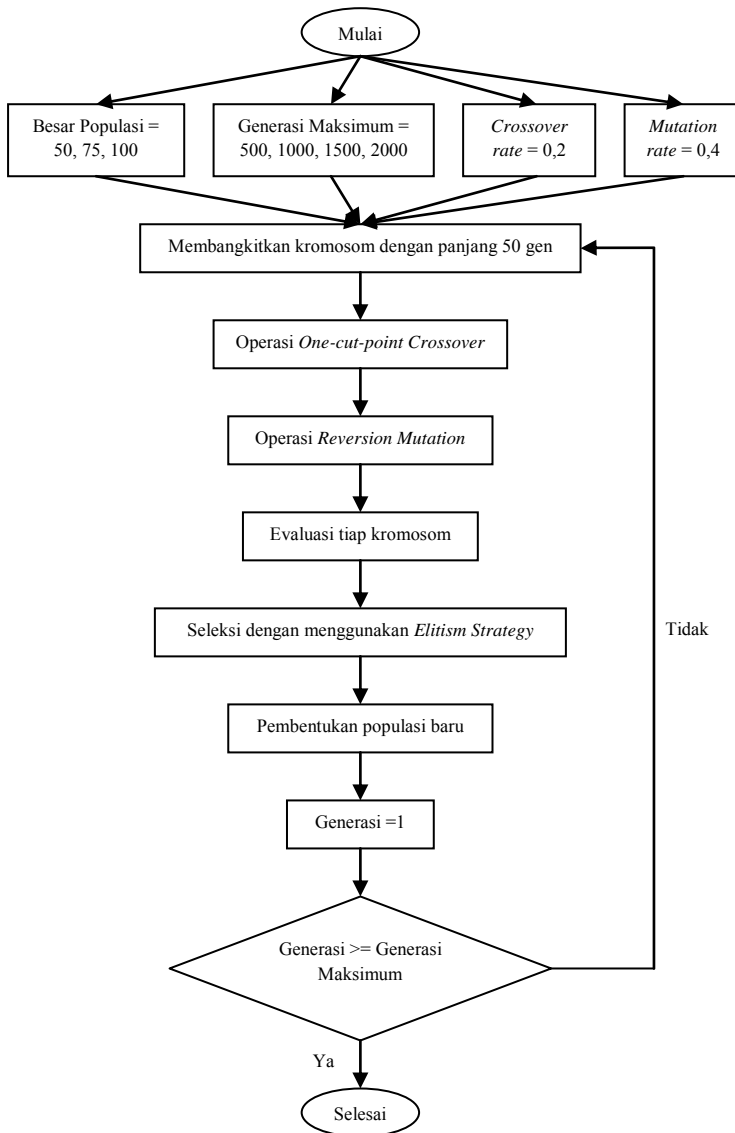 Mulai
Besar Populasi =
50, 75, 100
Generasi Maksimum =
500, 1000, 1500, 2000
Crossover
rate = 0,2
Mutation
rate = 0,4
Membangkitkan kromosom dengan panjang 50 gen
Operasi One-cut-point Crossover
Operasi Reversion Mutation
Evaluasi tiap kromosom
Seleksi dengan menggunakan Elitism Strategy
Tidak
Pembentukan populasi baru
Generasi =1
Generasi >= Generasi
Maksimum
Ya
Selesai